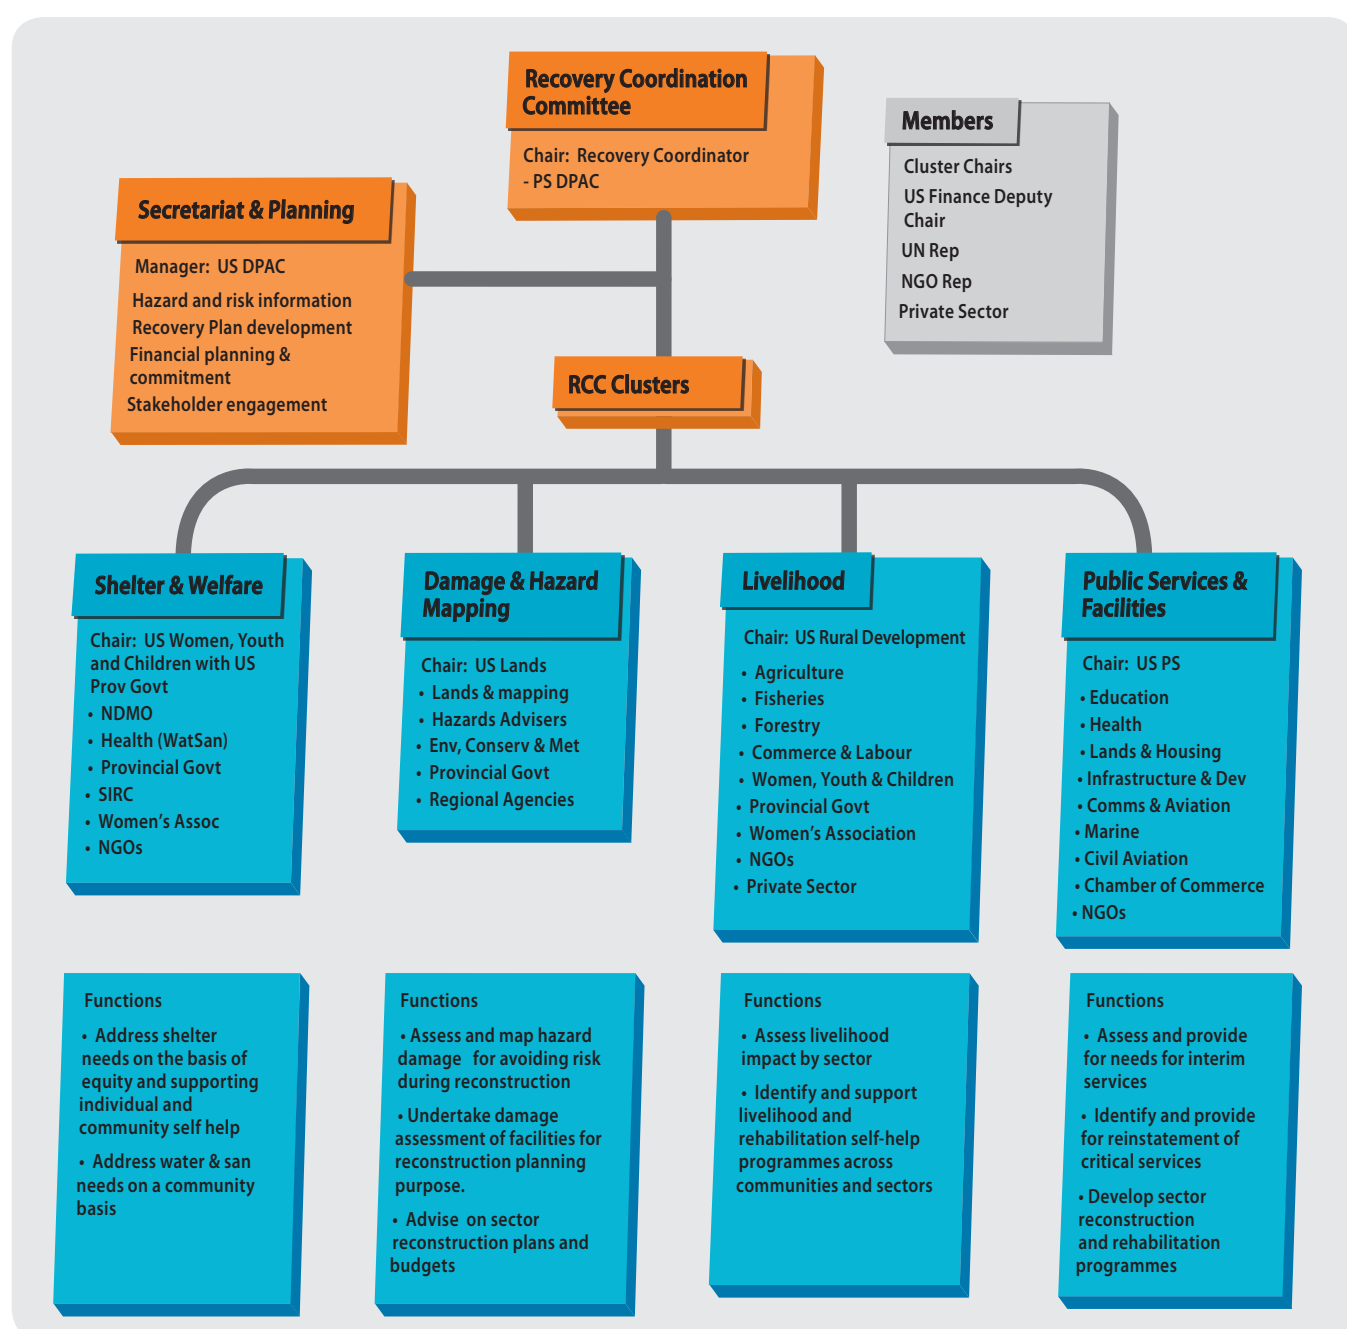 Recovery Coordination
Committee
Chair: Recovery Coordinator
- PS DPAC
Members
Cluster Chairs
US Finance Deputy
Chair
UN Rep
NGO Rep
Private Sector
Secretariat & Planning
Manager: US DPAC
Hazard and risk information
Recovery Plan development
Financial planning &
commitment
Stakeholder engagement
RCC Clusters
Shelter & Welfare
Chair: US Women, Youth
and Children with US
Prov Govt
• NDMO
• Health (WatSan)
• Provincial Govt
• SIRC
• Women's Assoc
• NGOs
Damage & Hazard
Mapping
Chair: US Lands
• Lands & mapping
• Hazards Advisers
• Env, Conserv & Met
• Provincial Govt
• Regional Agencies
Livelihood
Chair: US Rural Development
• Agriculture
• Fisheries
• Forestry
• Commerce & Labour
• Women, Youth & Children
• Provincial Govt
• Women's Association
• NGOs
• Private Sector
Public Services &
Facilities
Chair: US PS
• Education
• Health
• Lands & Housing
• Infrastructure & Dev
• Comms & Aviation
• Marine
• Civil Aviation
• Chamber of Commerce
• NGOs
Functions
• Address shelter
needs on the basis of
equity and supporting
individual and
community self help
• Address water & san
needs on a community
basis
Functions
• Assess and map hazard
damage for avoiding risk
during reconstruction
• Undertake damage
assessment of facilities for
reconstruction planning
purpose.
• Advise on sector
reconstruction plans and
budgets
Functions
• Assess livelihood
impact by sector
• Identify and support
livelihood and
rehabilitation self-help
programmes across
communities and sectors
Functions
• Assess and provide
for needs for interim
services
• Identify and provide
for reinstatement of
critical services
• Develop sector
reconstruction
and rehabilitation
programmes